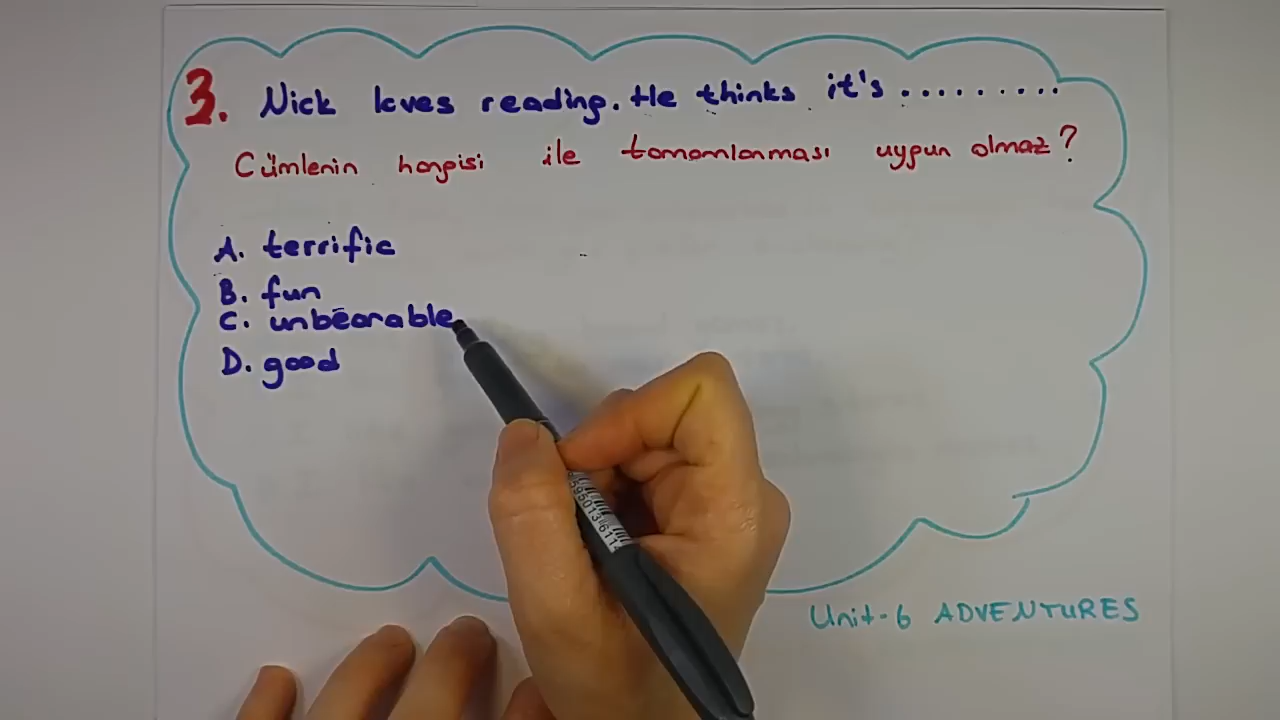 3. Nick loves reading. He thinks it's .........
Cümlenin hangisi ile tamamlanması uygun olmaz?
A. terrific
B. fun
C. unbearable
D. good
Unit-6 ADVENTURES